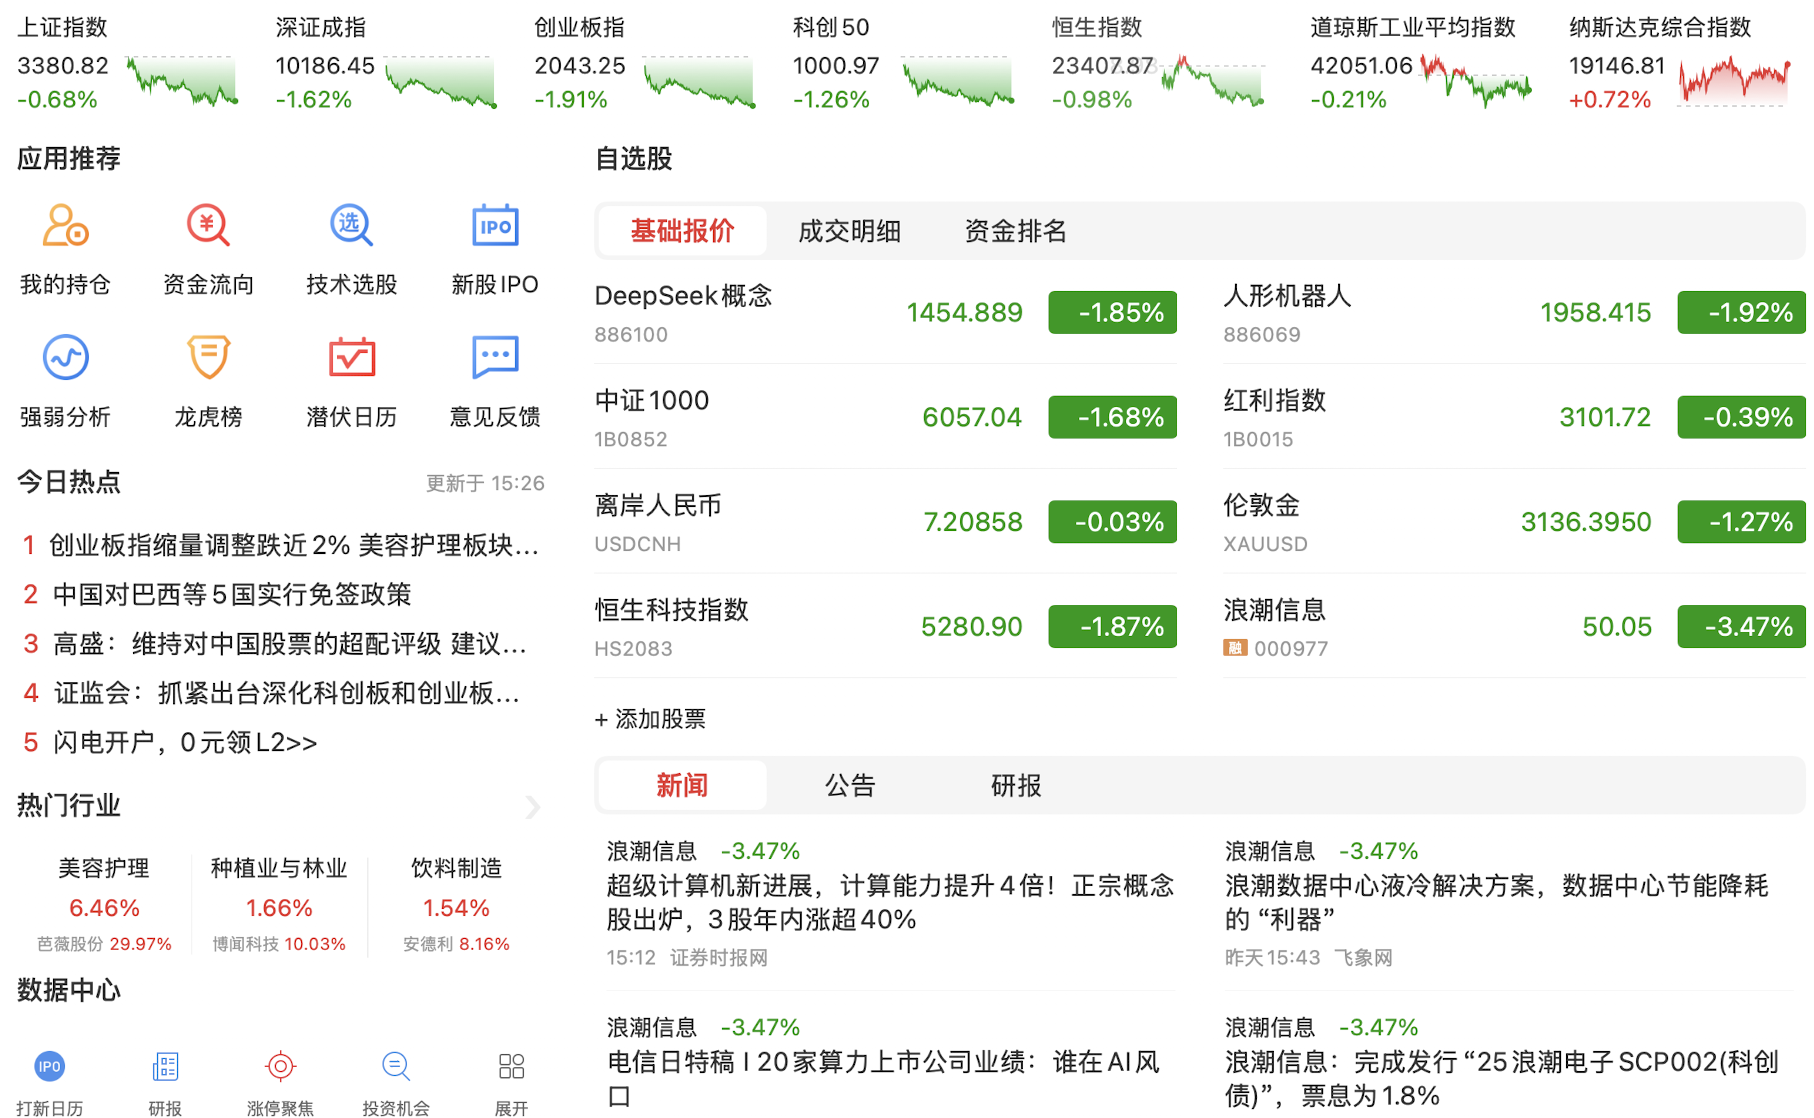 上证指数
3380.82
-0.68%
深证成指
10186.45
-1.62%
创业板指
2043.25
-1.91%
科创50
1000.97
-1.26%
恒生指数
23407.87
-0.98%
道琼斯工业平均指数
42051.06
-0.21%
纳斯达克综合指数
19146.81
+0.72%
应用推荐
我的持仓
资金流向
选
技术选股
IPO
新股IPO
强弱分析
龙虎榜
潜伏日历
意见反馈
今日热点
更新于 15:26
1 创业板指缩量调整跌近2% 美容护理板块...
2 中国对巴西等5国实行免签政策
3 高盛：维持对中国股票的超配评级 建议...
4 证监会：抓紧出台深化科创板和创业板...
5 闪电开户，0元领L2>>
热门行业
美容护理
6.46%
芭薇股份 29.97%
种植业与林业
1.66%
博闻科技 10.03%
饮料制造
1.54%
安德利 8.16%
数据中心
IPO
打新日历
研报
涨停聚焦
投资机会
展开
自选股
基础报价 成交明细 资金排名
DeepSeek概念
886100
1454.889
-1.85%
人形机器人
886069
1958.415
-1.92%
中证1000
1B0852
6057.04
-1.68%
红利指数
1B0015
3101.72
-0.39%
离岸人民币
USDCNH
7.20858
-0.03%
伦敦金
XAUUSD
3136.3950
-1.27%
恒生科技指数
HS2083
5280.90
-1.87%
浪潮信息
融 000977
50.05
-3.47%
+ 添加股票
新闻 公告 研报
浪潮信息 -3.47%
超级计算机新进展，计算能力提升4倍！正宗概念
股出炉，3股年内涨超40%
15:12 证券时报网
浪潮信息 -3.47%
浪潮数据中心液冷解决方案，数据中心节能降耗
的“利器”
昨天15:43 飞象网
浪潮信息 -3.47%
电信日特稿 I 20家算力上市公司业绩：谁在AI风
口
浪潮信息 -3.47%
浪潮信息：完成发行“25浪潮电子SCP002(科创
债)”，票息为1.8%